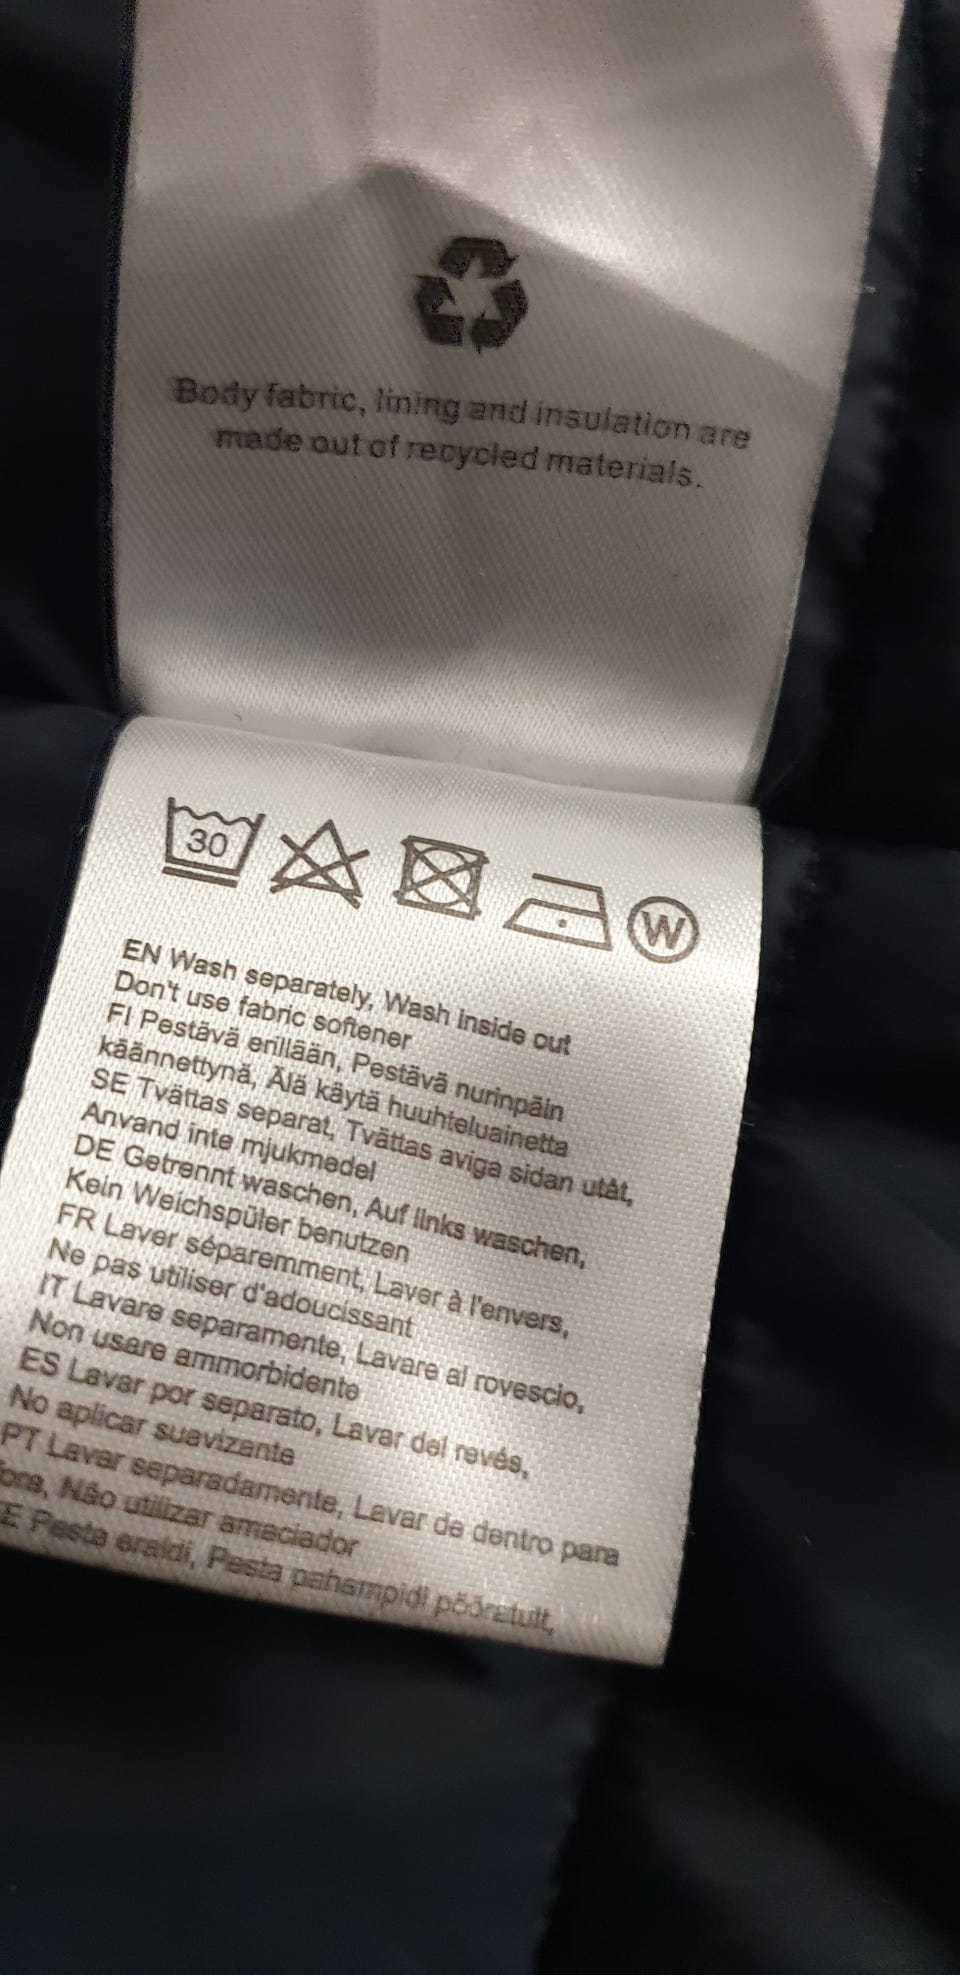 Body fabric, lining and insulation are
made out of recycled materials.
30
W
EN Wash separately, Wash inside out
Don't use fabric softener
FI Pestävä erillään, Pestävä nurinpäin
käännettynä, Älä käytä huuhteluainetta
SE Tvättas separat, Tvättas aviga sidan utåt,
Anvand inte mjukmedel
DE Getrennt waschen, Auf links waschen,
Kein Weichspüler benutzen
FR Laver séparemment, Laver à l'envers,
Ne pas utiliser d'adoucissant
IT Lavare separamente, Lavare al rovescio,
Non usare ammorbidente
ES Lavar por separato, Lavar del revés,
No aplicar suavizante
PT Lavar separadamente, Lavar de dentro para
fora, Não utilizar amaciador
EE Pesta eraldi, Pesta pahempidi pööratult,